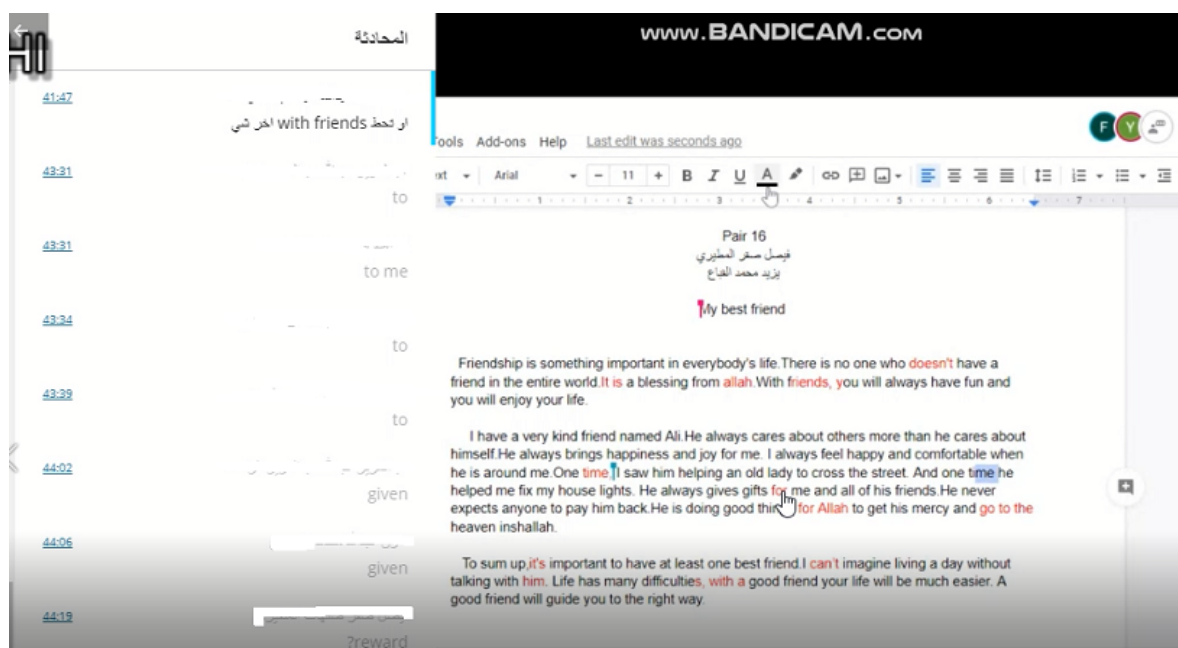 HI
المحادثة
41:47
او تحط with friends اخر شي
43:31
to
43:31
to me
43:34
to
43:39
to
44:02
given
44:06
given
44:19
?reward
www.BANDICAM.com
Tools Add-ons Help Last edit was seconds ago
ext Arial - 11 + B I U A
F Y
1 2 3 4 5 6 7
Pair 16
فيصل صقر المطيري
يزيد محمد القباع
My best friend
Friendship is something important in everybody's life.There is no one who doesn't have a
friend in the entire world.It is a blessing from allah.With friends, you will always have fun and
you will enjoy your life.
I have a very kind friend named Ali.He always cares about others more than he cares about
himself.He always brings happiness and joy for me. I always feel happy and comfortable when
he is around me.One time, I saw him helping an old lady to cross the street. And one time he
helped me fix my house lights. He always gives gifts for me and all of his friends.He never
expects anyone to pay him back.He is doing good for Allah to get his mercy and go to the
heaven inshallah.
To sum up,it's important to have at least one best friend.I can't imagine living a day without
talking with him. Life has many difficulties, with a good friend your life will be much easier. A
good friend will guide you to the right way.